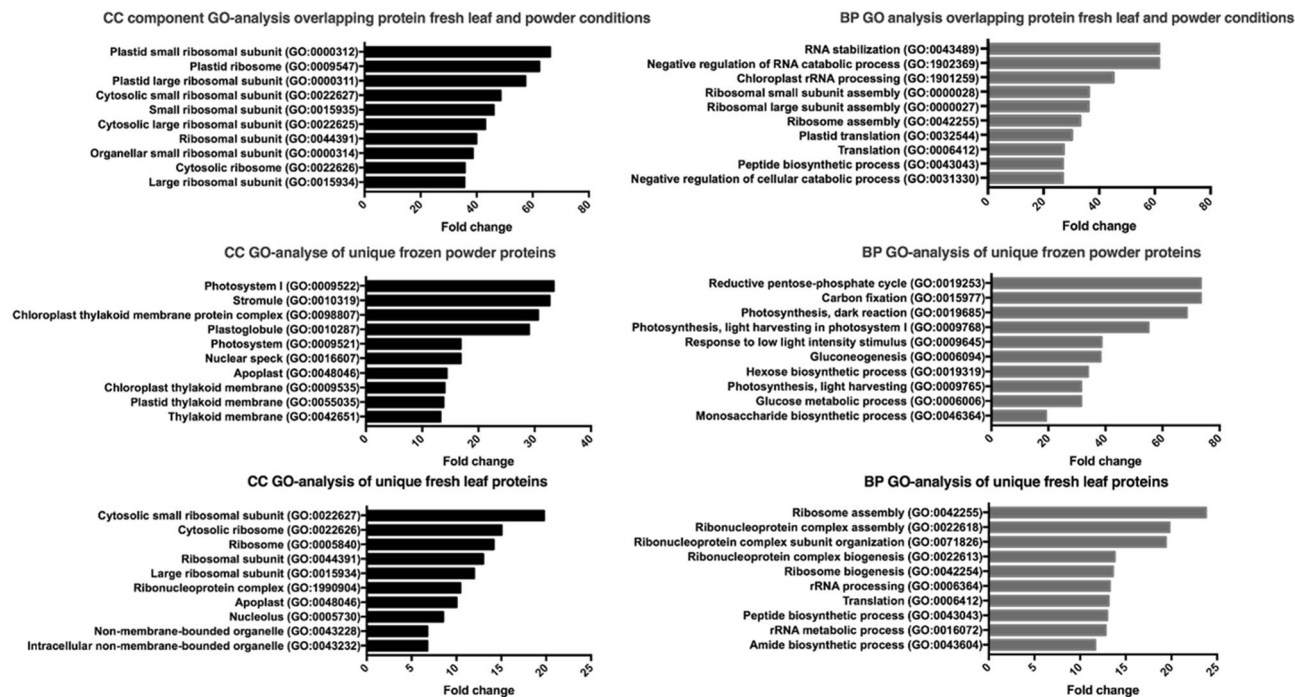 CC component GO-analysis overlapping protein fresh leaf and powder conditions
Plastid small ribosomal subunit (GO:0000312)
Plastid ribosome (GO:0009547)
Plastid large ribosomal subunit (GO:0000311)
Cytosolic small ribosomal subunit (GO:0022627)
Small ribosomal subunit (GO:0015935)
Cytosolic large ribosomal subunit (GO:0022625)
Ribosomal subunit (GO:0044391)
Organellar small ribosomal subunit (GO:0000314)
Cytosolic ribosome (GO:0022626)
Large ribosomal subunit (GO:0015934)
0 20 40 60 80
Fold change
BP GO analysis overlapping protein fresh leaf and powder conditions
RNA stabilization (GO:0043489)
Negative regulation of RNA catabolic process (GO:1902369)
Chloroplast rRNA processing (GO:1901259)
Ribosomal small subunit assembly (GO:0000028)
Ribosomal large subunit assembly (GO:0000027)
Ribosome assembly (GO:0042255)
Plastid translation (GO:0032544)
Translation (GO:0006412)
Peptide biosynthetic process (GO:0043043)
Negative regulation of cellular catabolic process (GO:0031330)
0 20 40 60 80
Fold change
CC GO-analyse of unique frozen powder proteins
Photosystem I (GO:0009522)
Stromule (GO:0010319)
Chloroplast thylakoid membrane protein complex (GO:0098807)
Plastoglobule (GO:0010287)
Photosystem (GO:0009521)
Nuclear speck (GO:0016607)
Apoplast (GO:0048046)
Chloroplast thylakoid membrane (GO:0009535)
Plastid thylakoid membrane (GO:0055035)
Thylakoid membrane (GO:0042651)
0 10 20 30 40
Fold change
BP GO-analysis of unique frozen powder proteins
Reductive pentose-phosphate cycle (GO:0019253)
Carbon fixation (GO:0015977)
Photosynthesis, dark reaction (GO:0019685)
Photosynthesis, light harvesting in photosystem I (GO:0009768)
Response to low light intensity stimulus (GO:0009645)
Gluconeogenesis (GO:0006094)
Hexose biosynthetic process (GO:0019319)
Photosynthesis, light harvesting (GO:0009765)
Glucose metabolic process (GO:0006006)
Monosaccharide biosynthetic process (GO:0046364)
0 20 40 60 80
Fold change
CC GO-analysis of unique fresh leaf proteins
Cytosolic small ribosomal subunit (GO:0022627)
Cytosolic ribosome (GO:0022626)
Ribosome (GO:0005840)
Ribosomal subunit (GO:0044391)
Large ribosomal subunit (GO:0015934)
Ribonucleoprotein complex (GO:1990904)
Apoplast (GO:0048046)
Nucleolus (GO:0005730)
Non-membrane-bounded organelle (GO:0043228)
Intracellular non-membrane-bounded organelle (GO:0043232)
0 5 10 15 20 25
Fold change
BP GO-analysis of unique fresh leaf proteins
Ribosome assembly (GO:0042255)
Ribonucleoprotein complex assembly (GO:0022618)
Ribonucleoprotein complex subunit organization (GO:0071826)
Ribonucleoprotein complex biogenesis (GO:0022613)
Ribosome biogenesis (GO:0042254)
rRNA processing (GO:0006364)
Translation (GO:0006412)
Peptide biosynthetic process (GO:0043043)
rRNA metabolic process (GO:0016072)
Amide biosynthetic process (GO:0043604)
0 5 10 15 20 25
Fold change